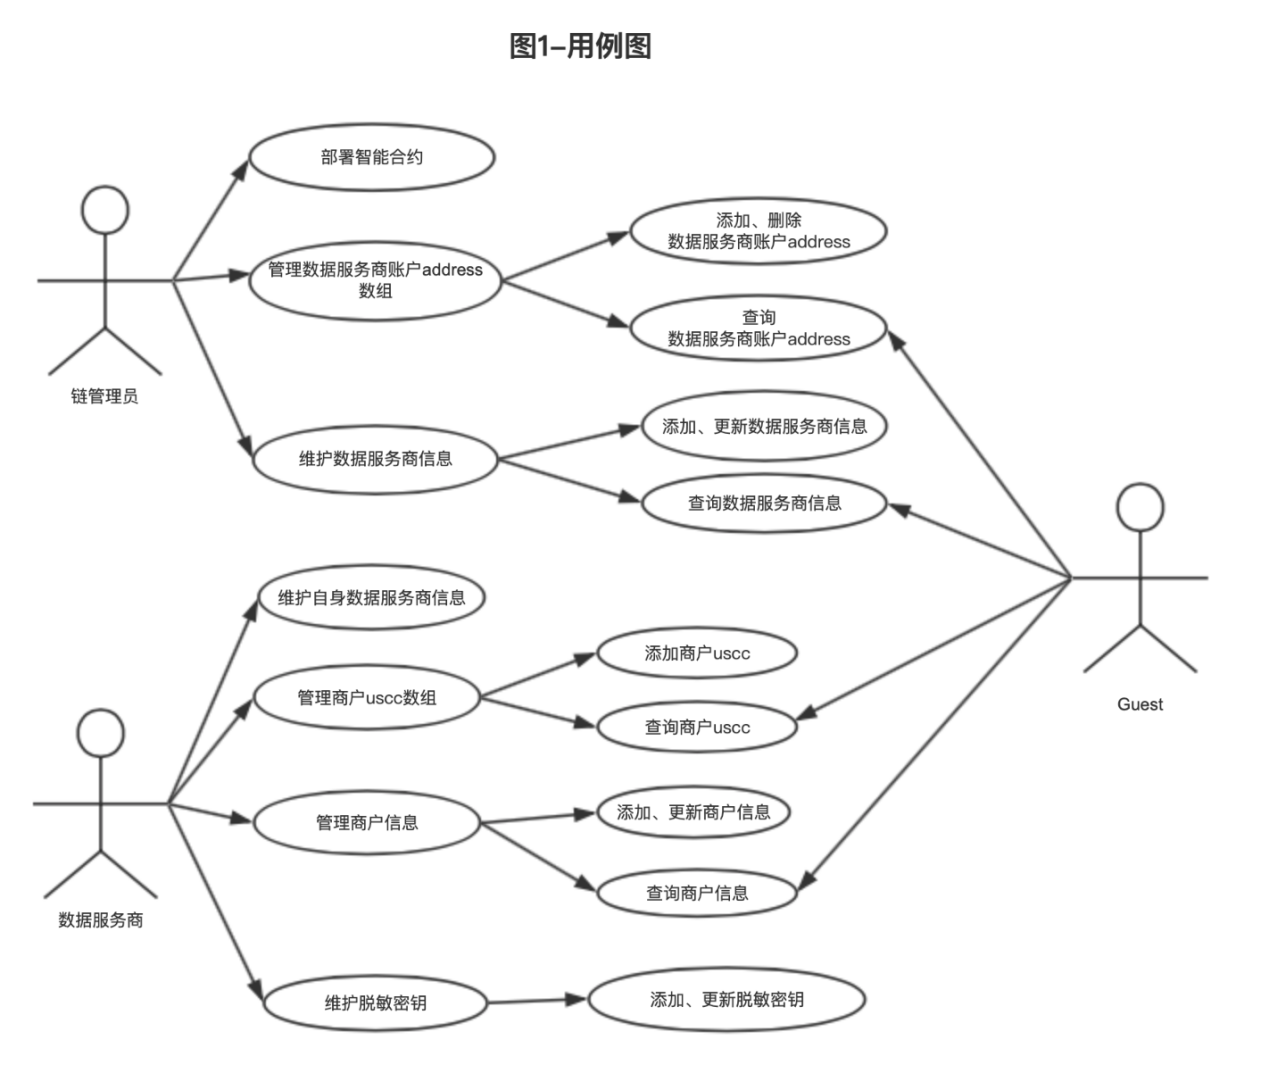 图1-用例图
部署智能合约
添加、删除
数据服务商账户address
管理数据服务商账户address
数组
查询
数据服务商账户address
链管理员
添加、更新数据服务商信息
维护数据服务商信息
查询数据服务商信息
维护自身数据服务商信息
添加商户uscc
管理商户uscc数组
查询商户uscc
Guest
添加、更新商户信息
管理商户信息
查询商户信息
数据服务商
维护脱敏密钥
添加、更新脱敏密钥